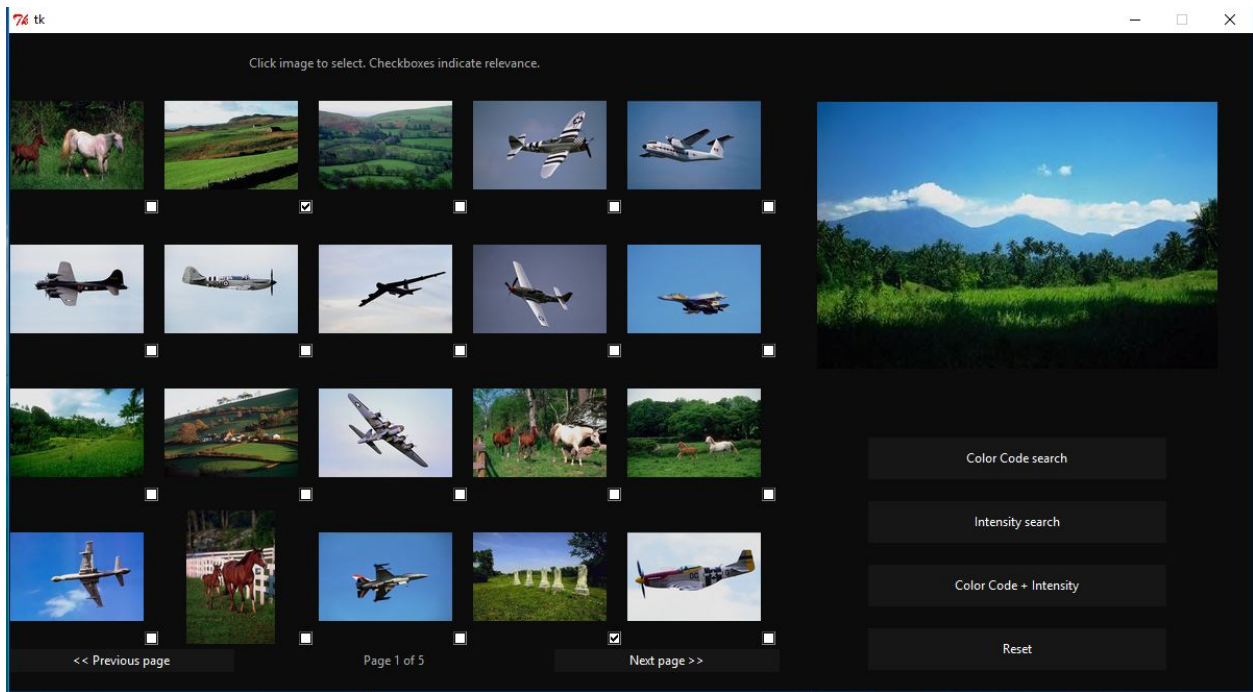 tk
Click image to select. Checkboxes indicate relevance.
Color Code search
Intensity search
Color Code + Intensity
Reset
<< Previous page
Page 1 of 5
Next page >>